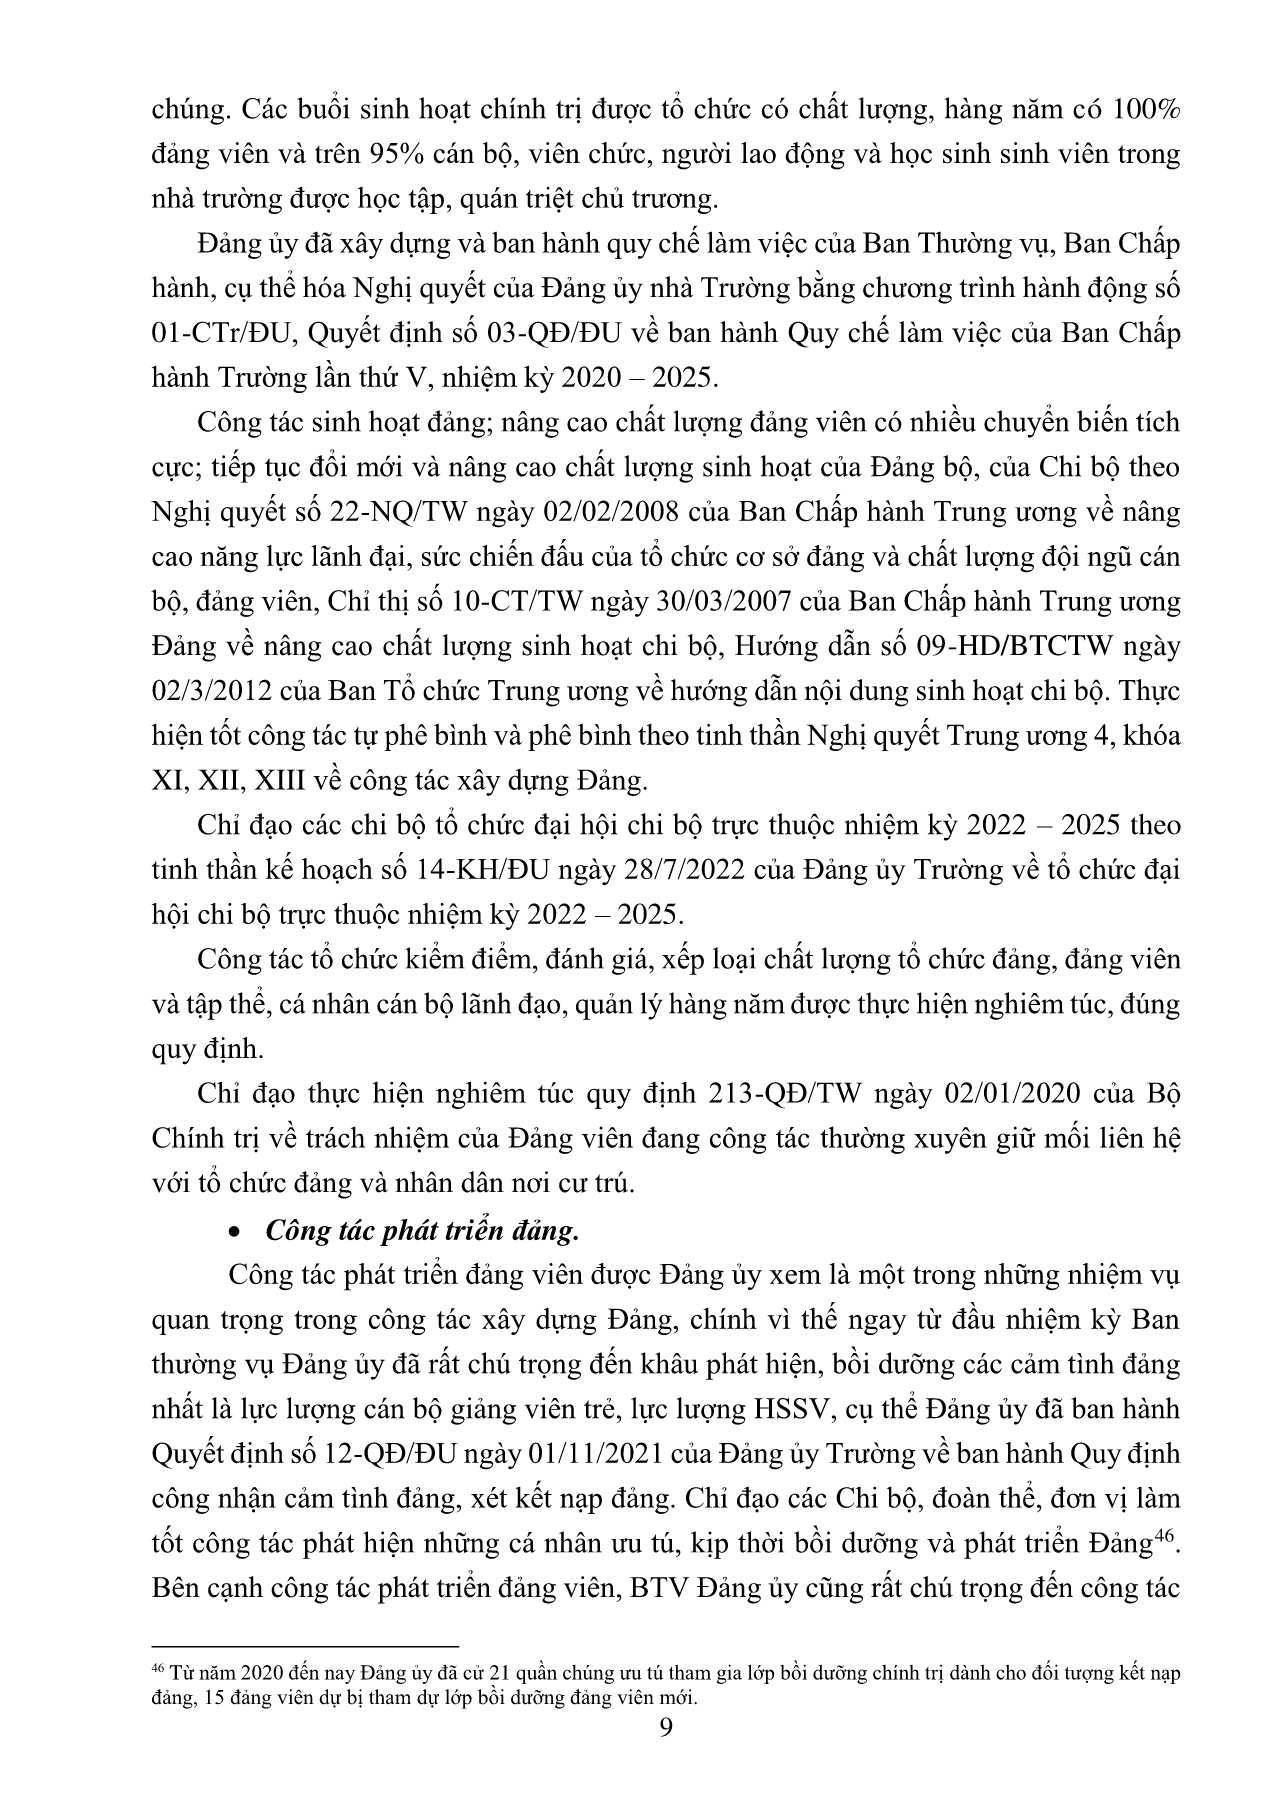 chúng. Các buổi sinh hoạt chính trị được tổ chức có chất lượng, hàng năm có 100%
đảng viên và trên 95% cán bộ, viên chức, người lao động và học sinh sinh viên trong
nhà trường được học tập, quán triệt chủ trương.
Đảng ủy đã xây dựng và ban hành quy chế làm việc của Ban Thường vụ, Ban Chấp
hành, cụ thể hóa Nghị quyết của Đảng ủy nhà Trường bằng chương trình hành động số
01-CTr/ĐU, Quyết định số 03-QĐ/ĐU về ban hành Quy chế làm việc của Ban Chấp
hành Trường lần thứ V, nhiệm kỳ 2020 – 2025.
Công tác sinh hoạt đảng; nâng cao chất lượng đảng viên có nhiều chuyển biến tích
cực; tiếp tục đổi mới và nâng cao chất lượng sinh hoạt của Đảng bộ, của Chi bộ theo
Nghị quyết số 22-NQ/TW ngày 02/02/2008 của Ban Chấp hành Trung ương về nâng
cao năng lực lãnh đại, sức chiến đấu của tổ chức cơ sở đảng và chất lượng đội ngũ cán
bộ, đảng viên, Chỉ thị số 10-CT/TW ngày 30/03/2007 của Ban Chấp hành Trung ương
Đảng về nâng cao chất lượng sinh hoạt chi bộ, Hướng dẫn số 09-HD/BTCTW ngày
02/3/2012 của Ban Tổ chức Trung ương về hướng dẫn nội dung sinh hoạt chi bộ. Thực
hiện tốt công tác tự phê bình và phê bình theo tinh thần Nghị quyết Trung ương 4, khóa
XI, XII, XIII về công tác xây dựng Đảng.
Chỉ đạo các chi bộ tổ chức đại hội chi bộ trực thuộc nhiệm kỳ 2022 – 2025 theo
tinh thần kế hoạch số 14-KH/ĐU ngày 28/7/2022 của Đảng ủy Trường về tổ chức đại
hội chi bộ trực thuộc nhiệm kỳ 2022 – 2025.
Công tác tổ chức kiểm điểm, đánh giá, xếp loại chất lượng tổ chức đảng, đảng viên
và tập thể, cá nhân cán bộ lãnh đạo, quản lý hàng năm được thực hiện nghiêm túc, đúng
quy định.
Chỉ đạo thực hiện nghiêm túc quy định 213-QĐ/TW ngày 02/01/2020 của Bộ
Chính trị về trách nhiệm của Đảng viên đang công tác thường xuyên giữ mối liên hệ
với tổ chức đảng và nhân dân nơi cư trú.
• Công tác phát triển đảng.
Công tác phát triển đảng viên được Đảng ủy xem là một trong những nhiệm vụ
quan trọng trong công tác xây dựng Đảng, chính vì thế ngay từ đầu nhiệm kỳ Ban
thường vụ Đảng ủy đã rất chú trọng đến khâu phát hiện, bồi dưỡng các cảm tình đảng
nhất là lực lượng cán bộ giảng viên trẻ, lực lượng HSSV, cụ thể Đảng ủy đã ban hành
Quyết định số 12-QĐ/ĐU ngày 01/11/2021 của Đảng ủy Trường về ban hành Quy định
công nhận cảm tình đảng, xét kết nạp đảng. Chỉ đạo các Chi bộ, đoàn thể, đơn vị làm
tốt công tác phát hiện những cá nhân ưu tú, kịp thời bồi dưỡng và phát triển Đảng⁴⁶.
Bên cạnh công tác phát triển đảng viên, BTV Đảng ủy cũng rất chú trọng đến công tác
⁴⁶ Từ năm 2020 đến nay Đảng ủy đã cử 21 quần chúng ưu tú tham gia lớp bồi dưỡng chính trị dành cho đối tượng kết nạp
đảng, 15 đảng viên dự bị tham dự lớp bồi dưỡng đảng viên mới.
9